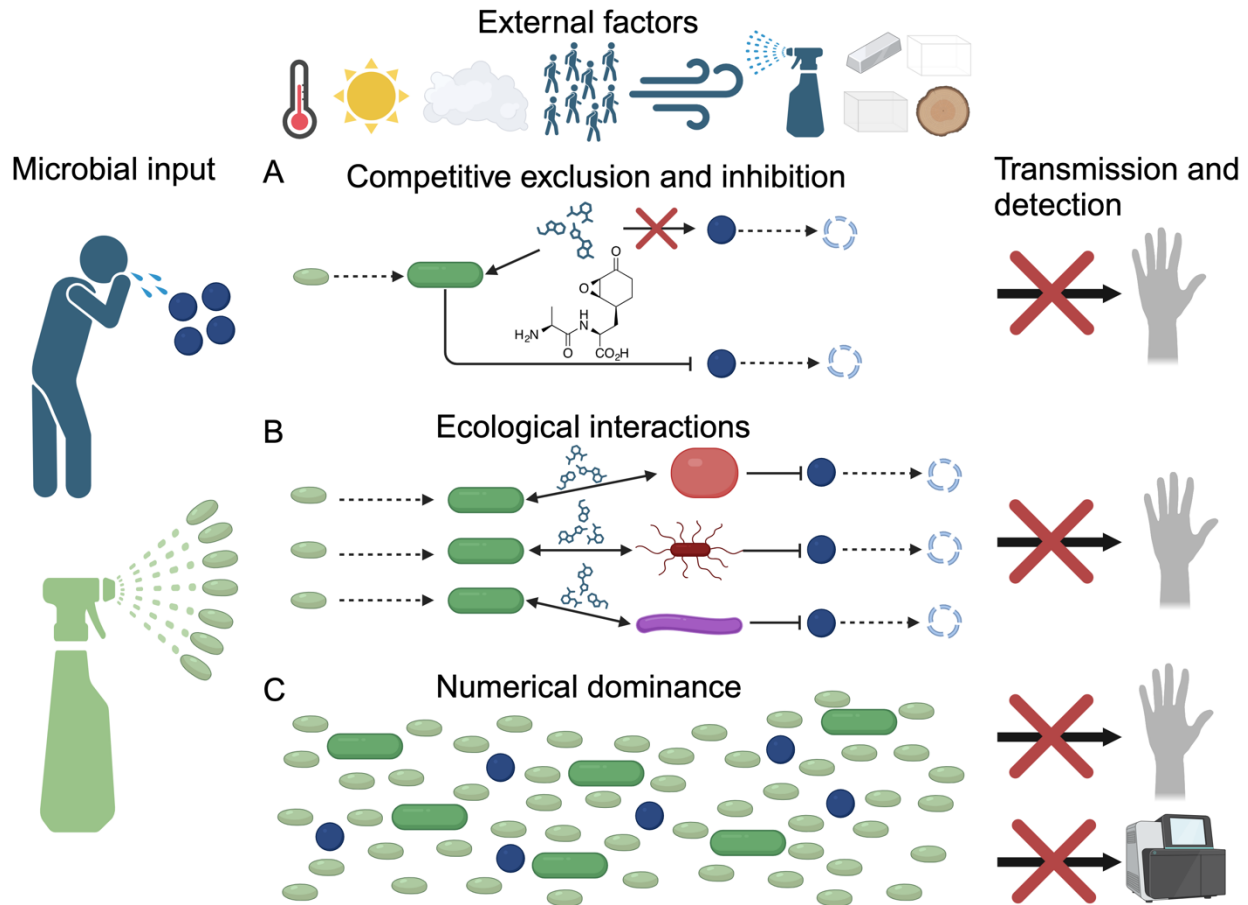 External factors
Microbial input
A
Competitive exclusion and inhibition
Transmission and
detection
O
O
H
N
H₂N
O
CO₂H
B
Ecological interactions
C
Numerical dominance